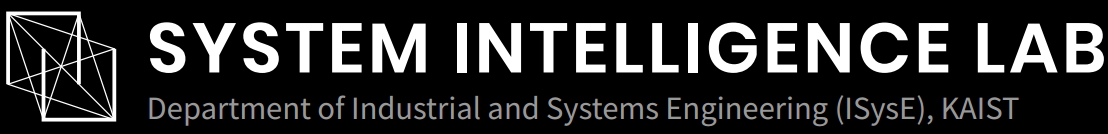 SYSTEM INTELLIGENCE LAB
Department of Industrial and Systems Engineering (ISysE), KAIST